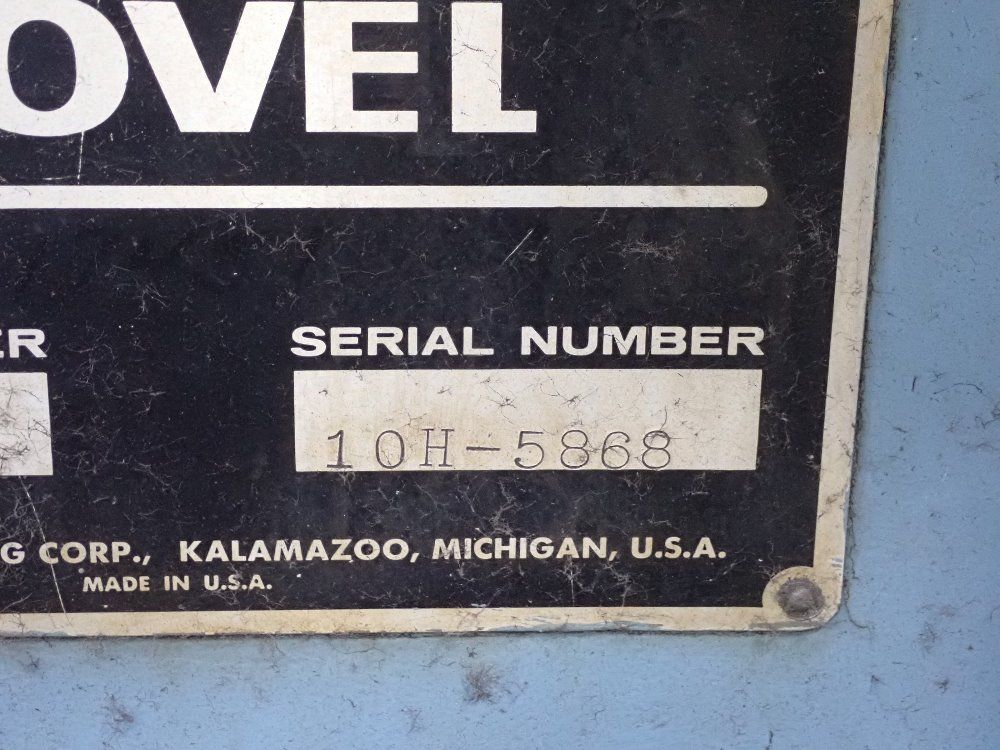 OVEL
ER SERIAL NUMBER
10H-5868
G CORP., KALAMAZOO, MICHIGAN, U.S.A.
MADE IN U.S.A.